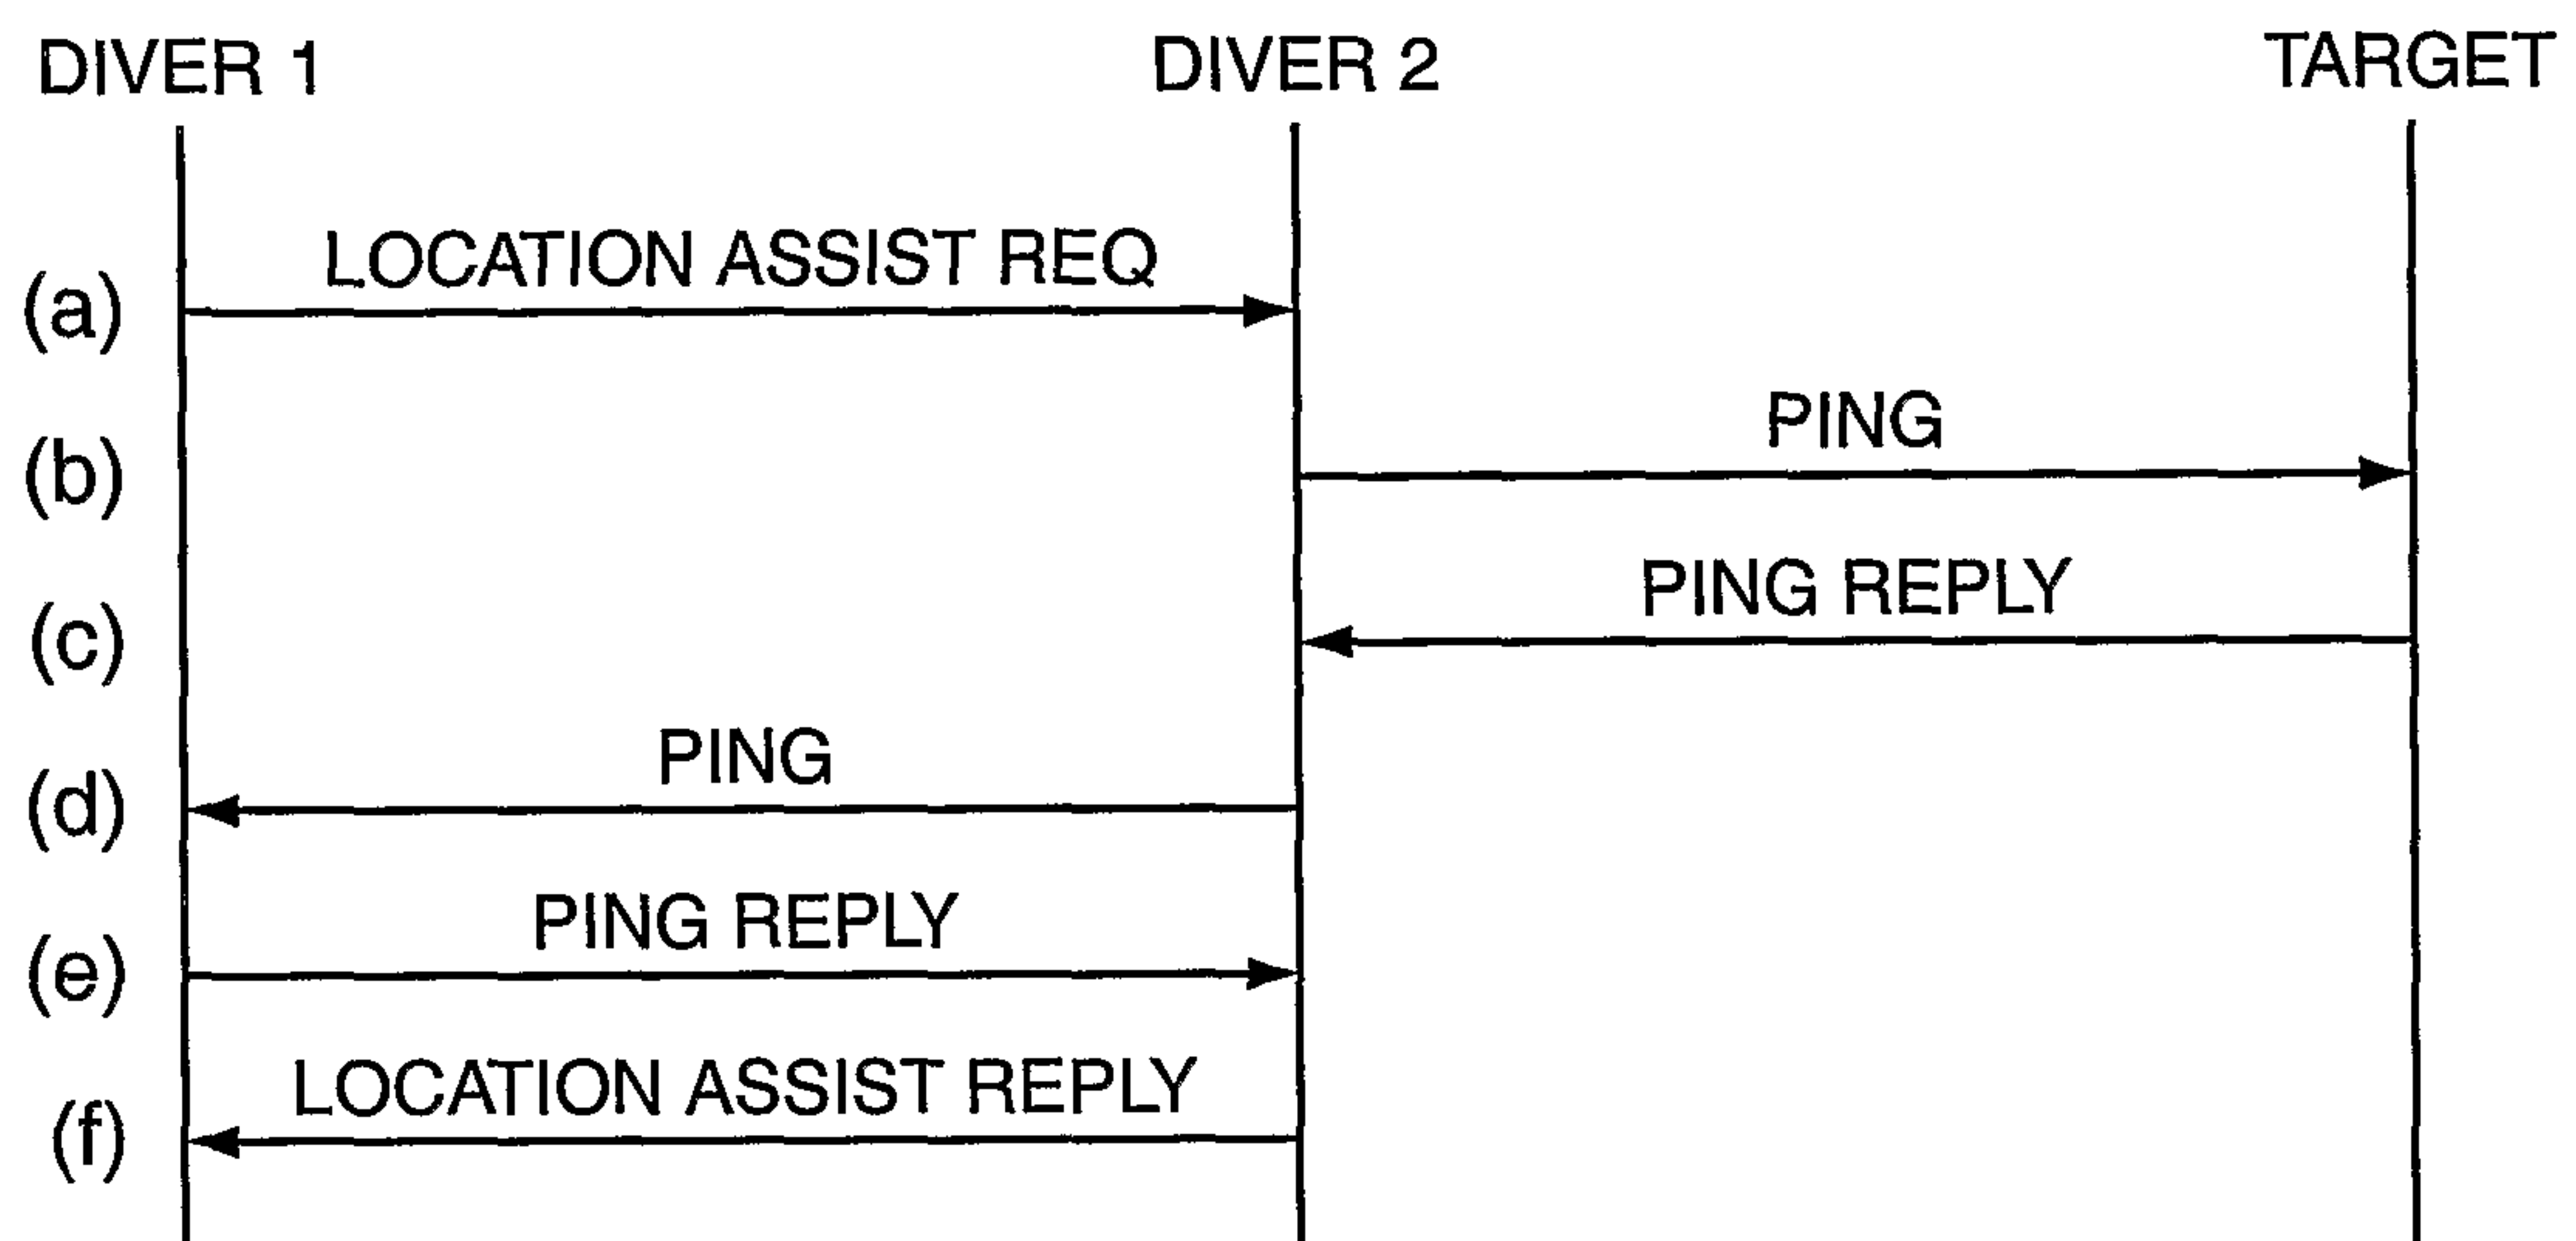 DIVER 1 DIVER 2 TARGET
LOCATION ASSIST REQ
(a)
PING
(b)
PING REPLY
(c)
PING
(d)
PING REPLY
(e)
LOCATION ASSIST REPLY
(f)